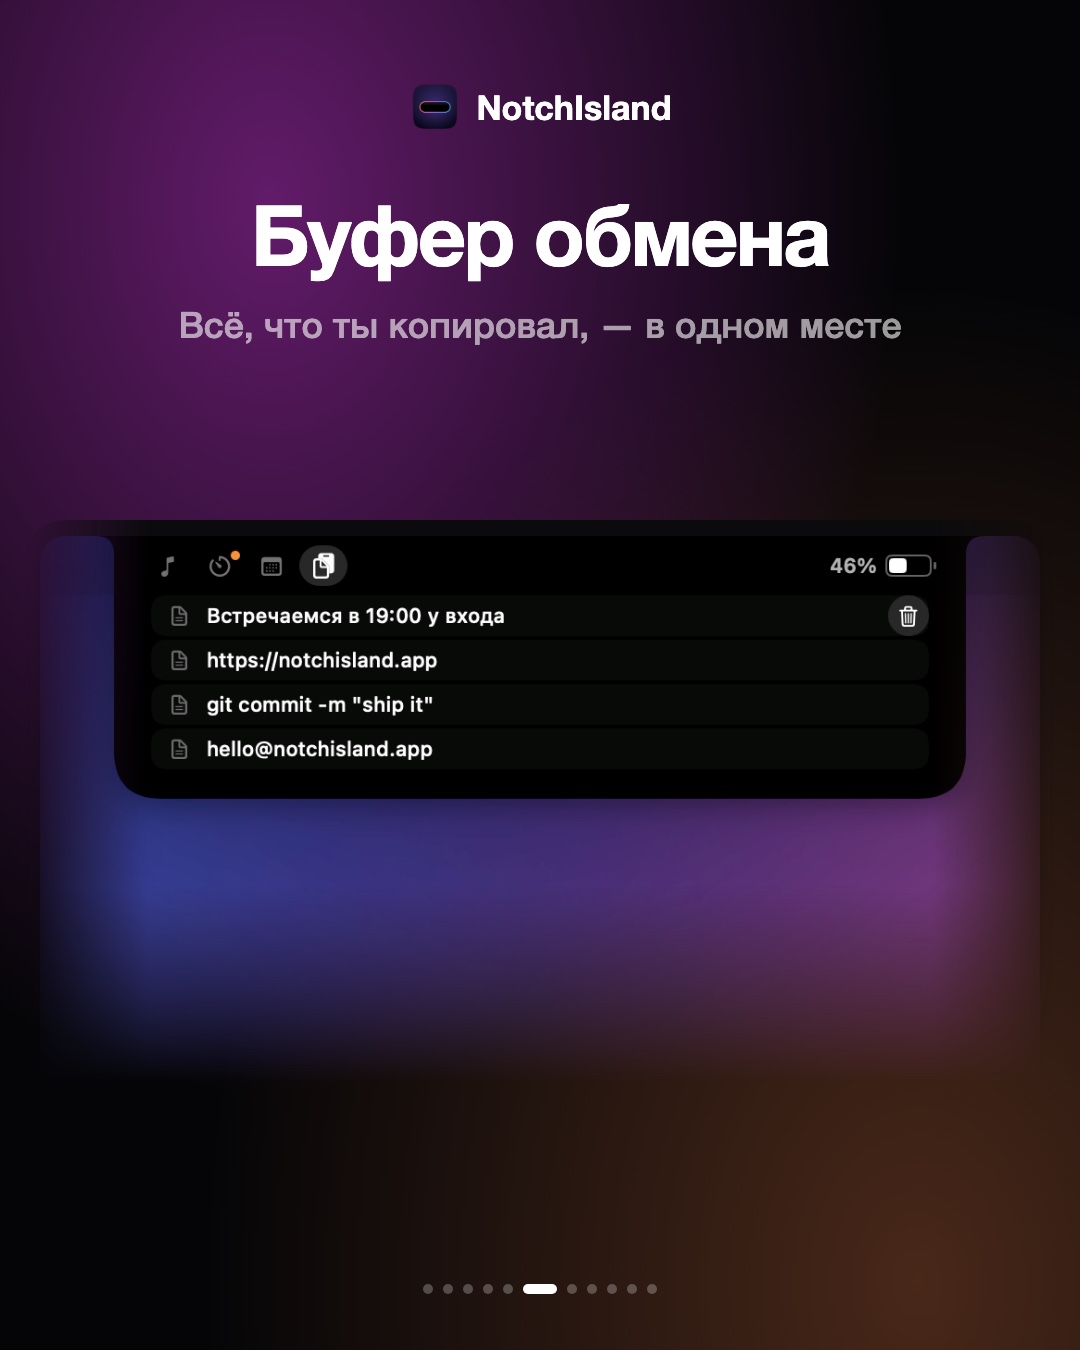 NotchIsland
Буфер обмена
Всё, что ты копировал, — в одном месте
46%
Встречаемся в 19:00 у входа
https://notchisland.app
git commit -m "ship it"
hello@notchisland.app